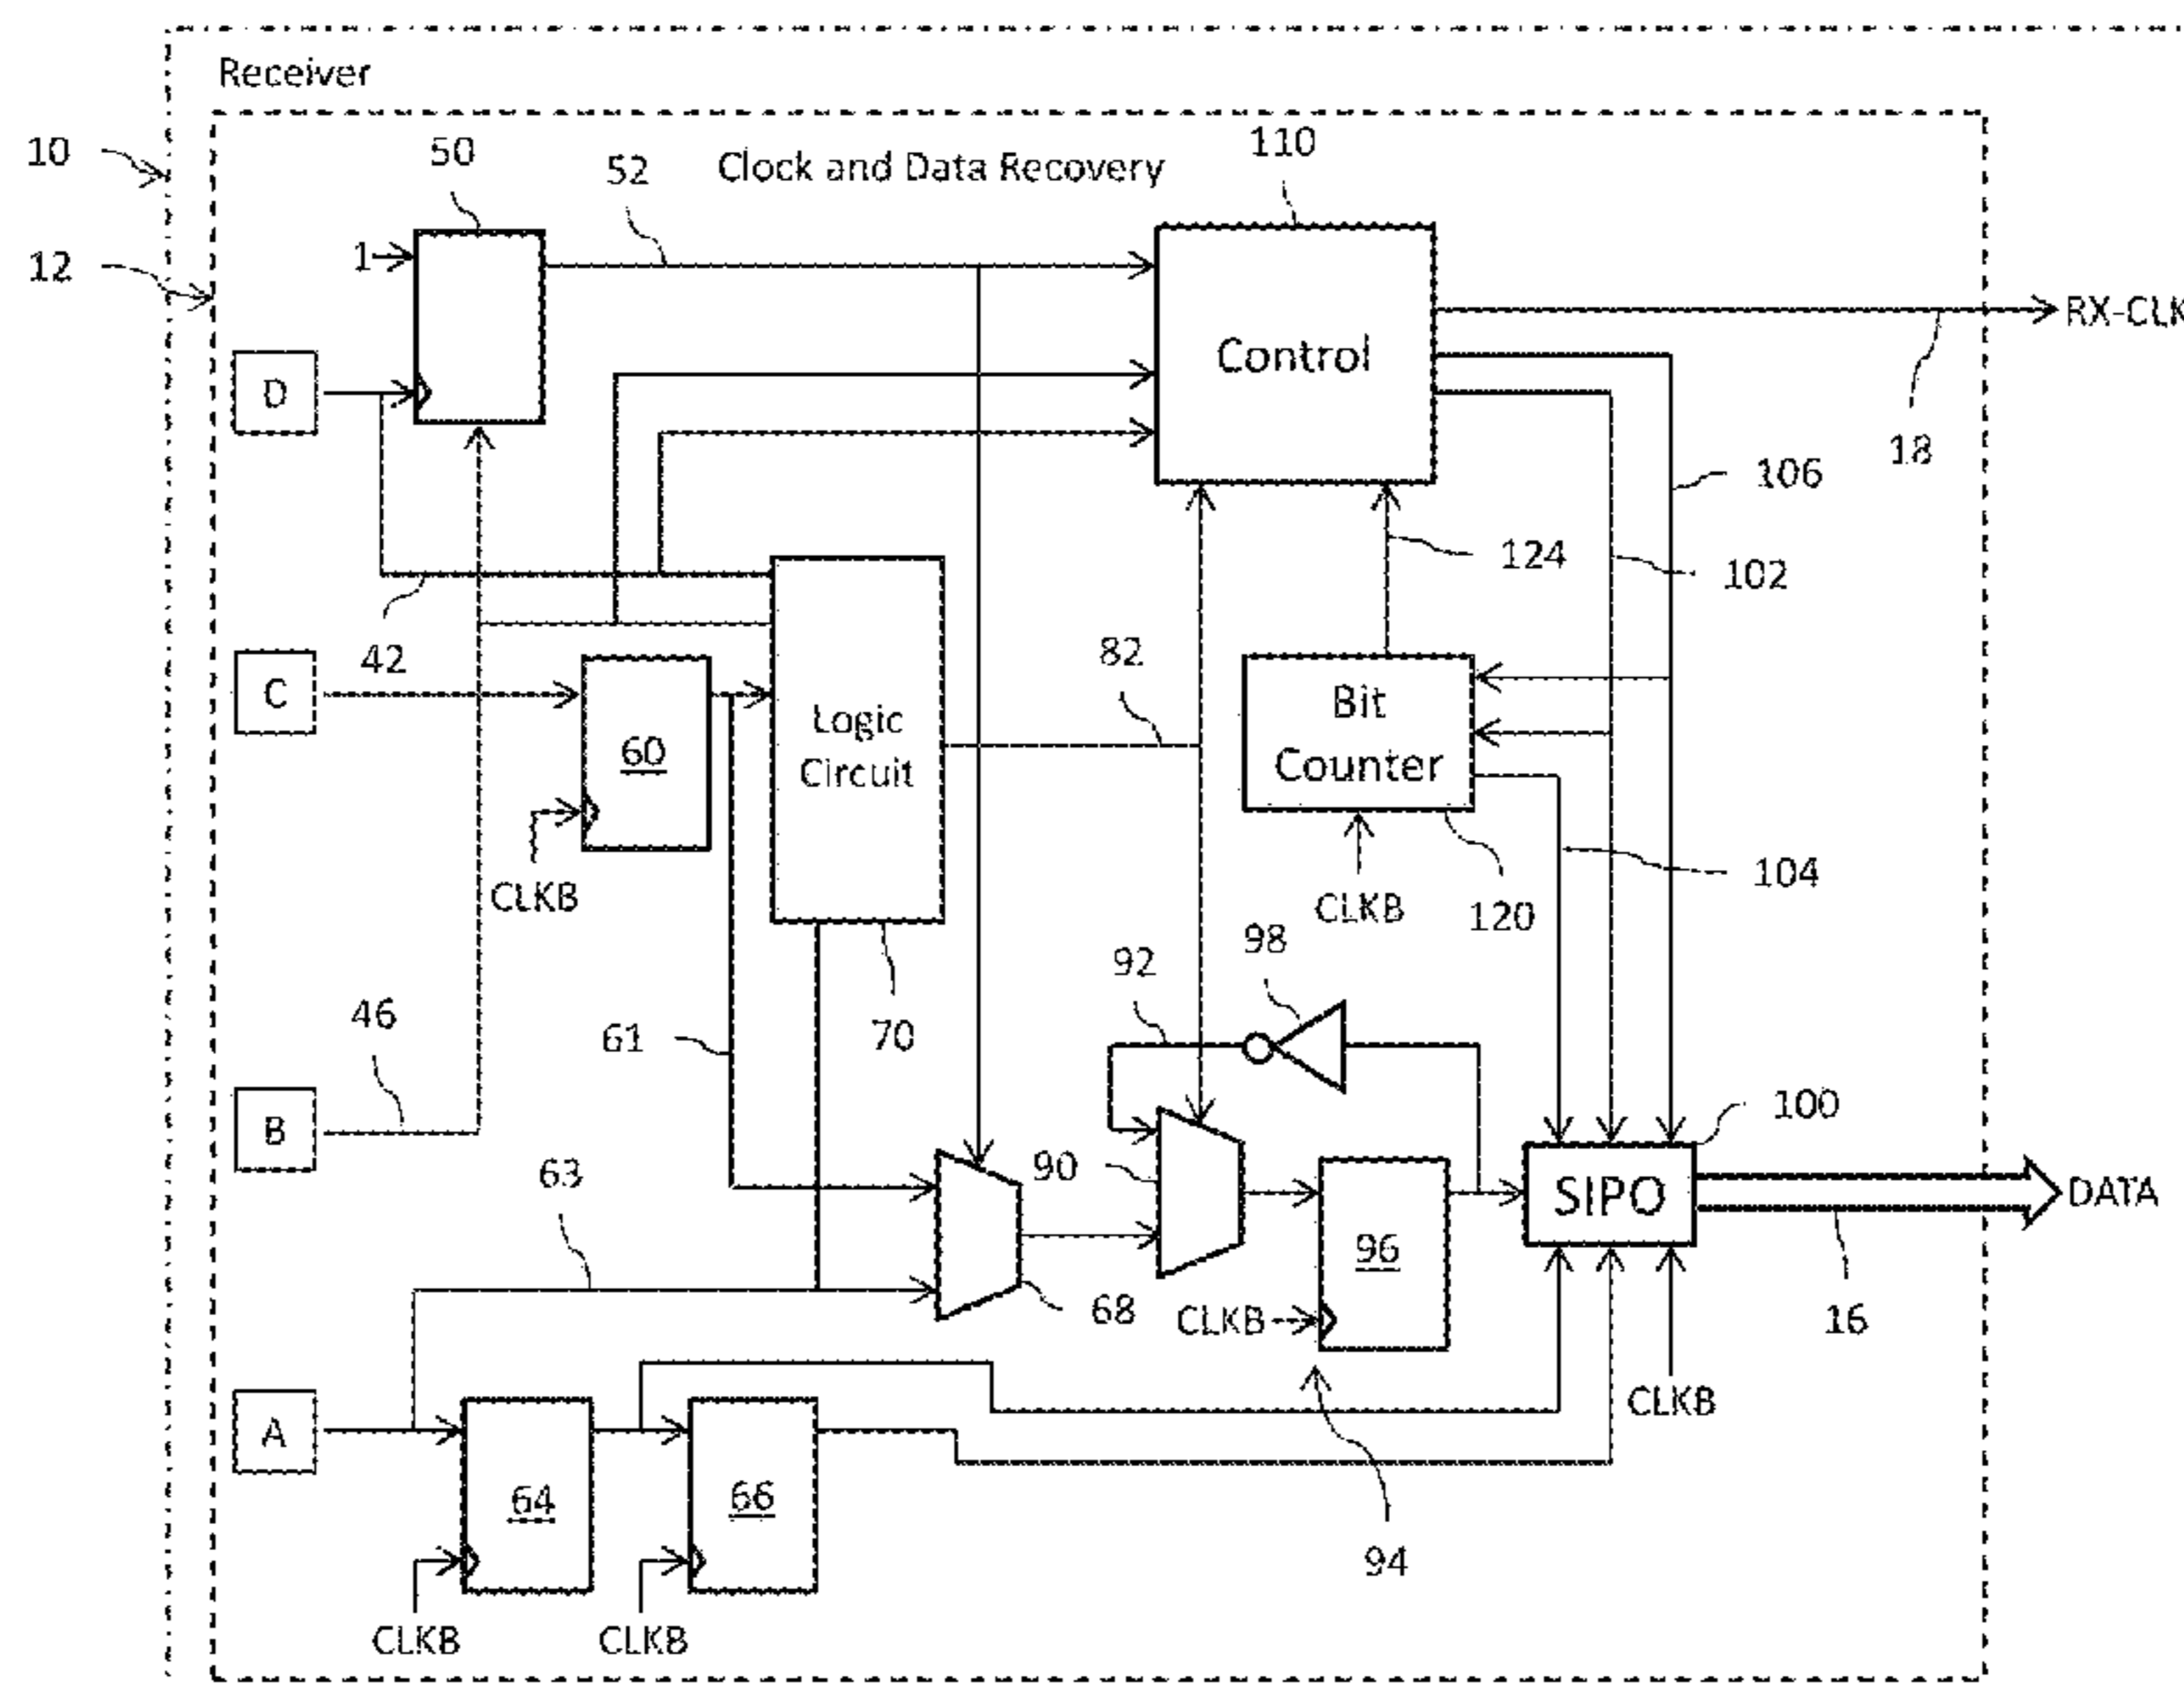 Receiver
10
50
52
Clock and Data Recovery
110
12
1
RX-CLK
D
Control
18
106
124
102
42
82
C
Bit
Counter
Logic
Circuit
60
CLKB
104
CLKB
120
98
92
46
61
70
100
B
90
SIPO
DATA
63
96
68
CLKB
16
A
CLKB
64
66
94
CLKB
CLKB